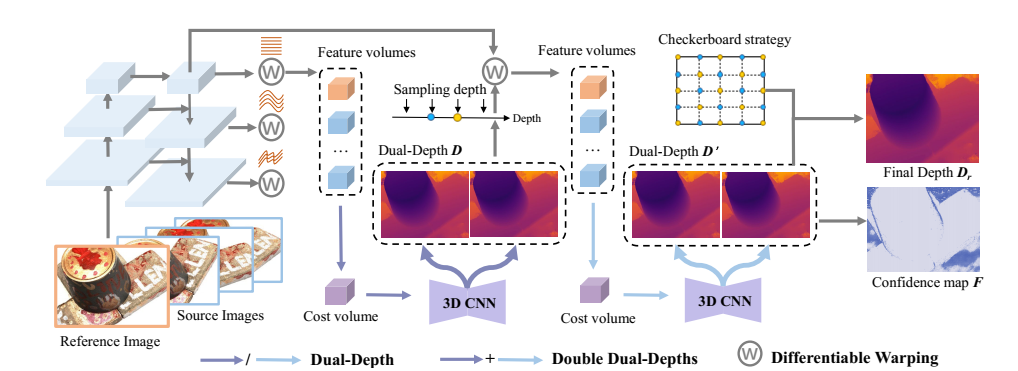 Feature volumes
W
Sampling depth
Depth
...
Dual-Depth D
3D CNN
Cost volume
W
W
W
Feature volumes
...
Checkerboard strategy
Dual-Depth D'
3D CNN
Cost volume
Final Depth Dᵣ
Confidence map F
Source Images
Reference Image
/ Dual-Depth
+ Double Dual-Depths
W Differentiable Warping